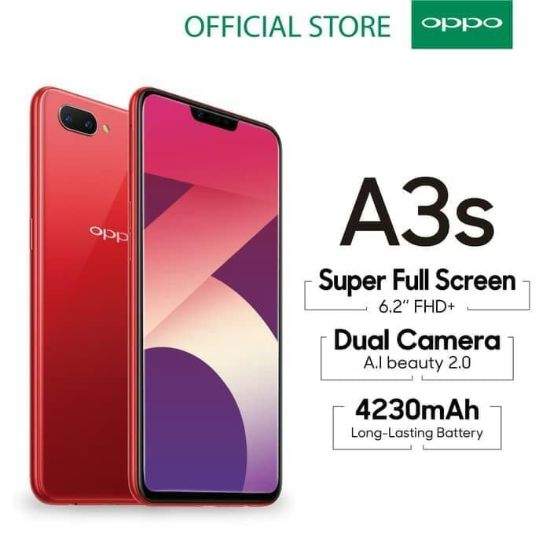 OFFICIAL STORE oppo
oppo
A3s
Super Full Screen
6.2” FHD+
Dual Camera
A.I beauty 2.0
4230mAh
Long-Lasting Battery